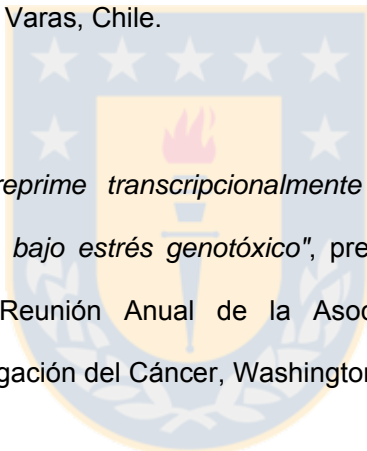 Varas, Chile.
reprime transcripcionalmente
bajo estrés genotóxico", pre
Reunión Anual de la Asoc
gación del Cáncer, Washington